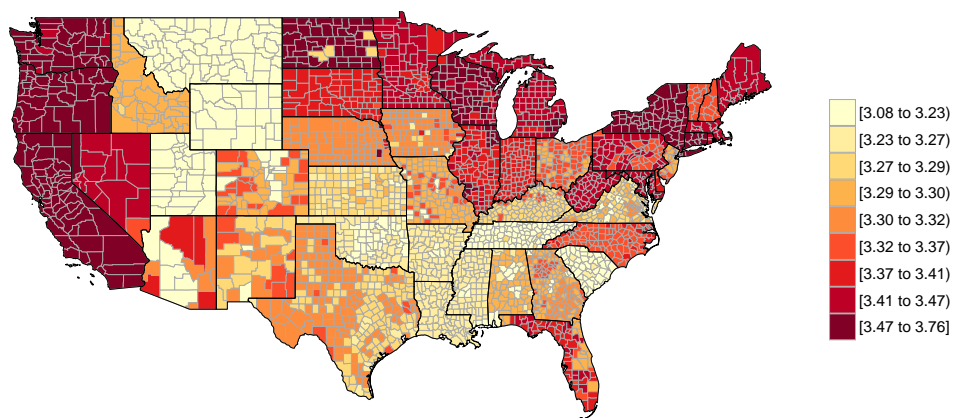 [3.08 to 3.23)
[3.23 to 3.27)
[3.27 to 3.29)
[3.29 to 3.30)
[3.30 to 3.32)
[3.32 to 3.37)
[3.37 to 3.41)
[3.41 to 3.47)
[3.47 to 3.76]